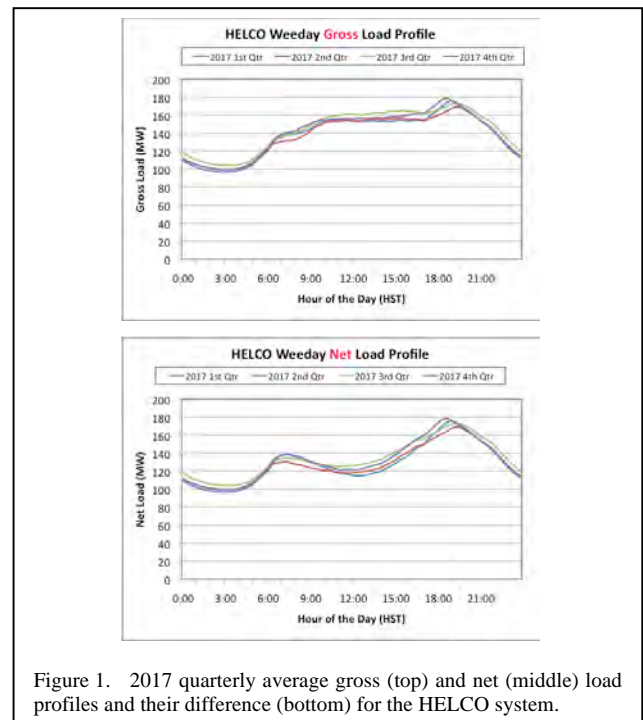 HELCO Weeday Gross Load Profile
2017 1st Qtr 2017 2nd Qtr 2017 3rd Qtr 2017 4th Qtr
200
180
160
140
120
100
80
60
40
20
0
Gross Load (MW)
0:00 3:00 6:00 9:00 12:00 15:00 18:00 21:00
Hour of the Day (HST)
HELCO Weeday Net Load Profile
2017 1st Qtr 2017 2nd Qtr 2017 3rd Qtr 2017 4th Qtr
200
180
160
140
120
100
80
60
40
20
0
Net Load (MW)
0:00 3:00 6:00 9:00 12:00 15:00 18:00 21:00
Hour of the Day (HST)
Figure 1. 2017 quarterly average gross (top) and net (middle) load
profiles and their difference (bottom) for the HELCO system.